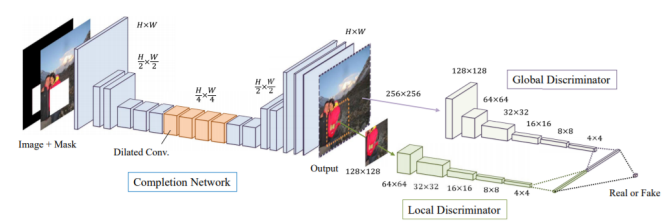 H×W
H/2 × W/2
H/4 × W/4
H/2 × W/2
H×W
Image + Mask
Dilated Conv.
Completion Network
Output
256×256
128×128
64×64
32×32
16×16
8×8
4×4
Global Discriminator
128×128
64×64
32×32
16×16
8×8
4×4
Local Discriminator
Real or Fake